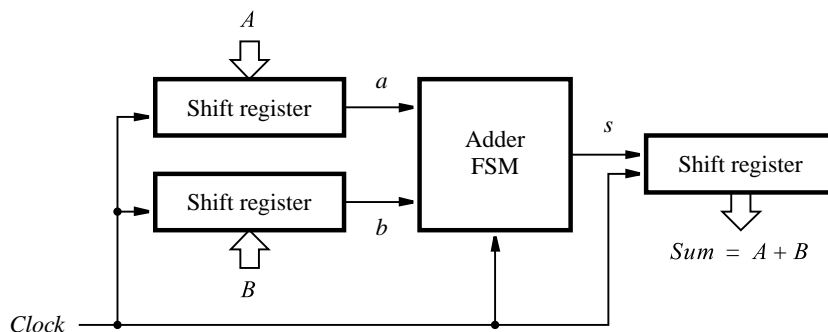 A
Shift register
a
Adder
FSM
s
Shift register
Shift register
b
Sum = A + B
B
Clock